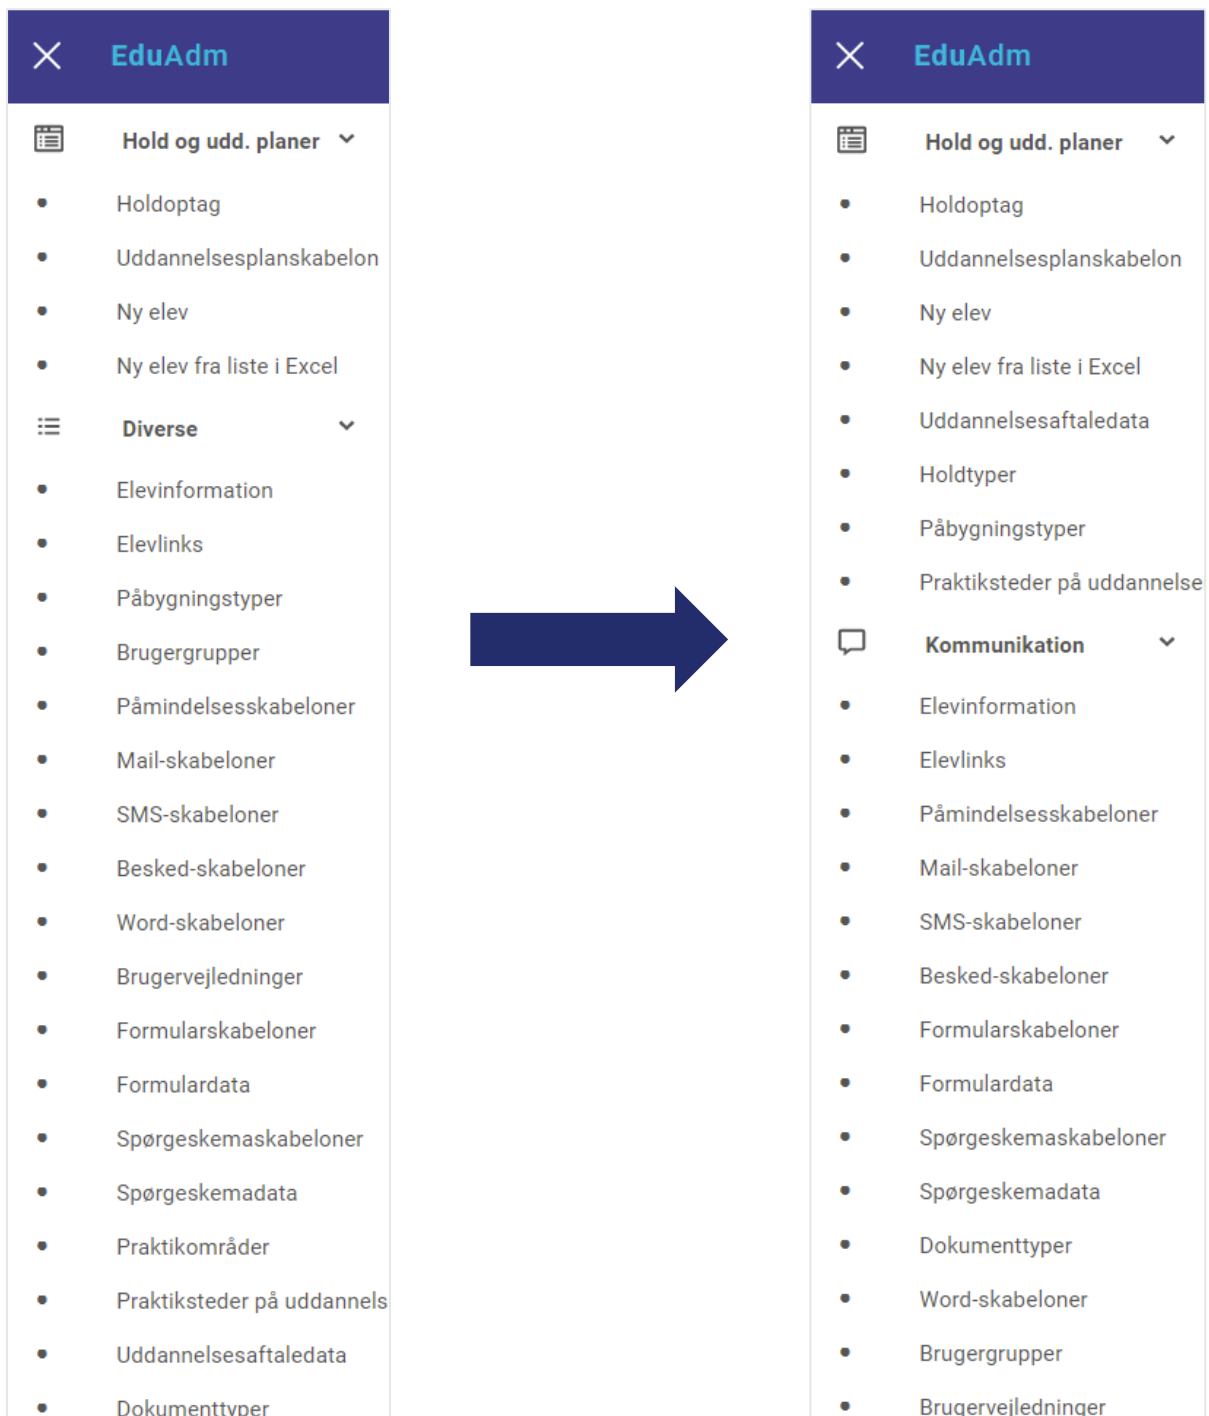 EduAdm
Hold og udd. planer
Holdoptag
Uddannelsesplanskabelon
Ny elev
Ny elev fra liste i Excel
Diverse
Elevinformation
Elevlinks
Påbygningstyper
Brugergrupper
Påmindelsesskabeloner
Mail-skabeloner
SMS-skabeloner
Besked-skabeloner
Word-skabeloner
Brugervejledninger
Formularskabeloner
Formulardata
Spørgeskemaskabeloner
Spørgeskemadata
Praktikområder
Praktiksteder på uddannels
Uddannelsesaftaledata
Dokumenttyper
EduAdm
Hold og udd. planer
Holdoptag
Uddannelsesplanskabelon
Ny elev
Ny elev fra liste i Excel
Uddannelsesaftaledata
Holdtyper
Påbygningstyper
Praktiksteder på uddannelse
Kommunikation
Elevinformation
Elevlinks
Påmindelsesskabeloner
Mail-skabeloner
SMS-skabeloner
Besked-skabeloner
Formularskabeloner
Formulardata
Spørgeskemaskabeloner
Spørgeskemadata
Dokumenttyper
Word-skabeloner
Brugergrupper
Brugervejledninger